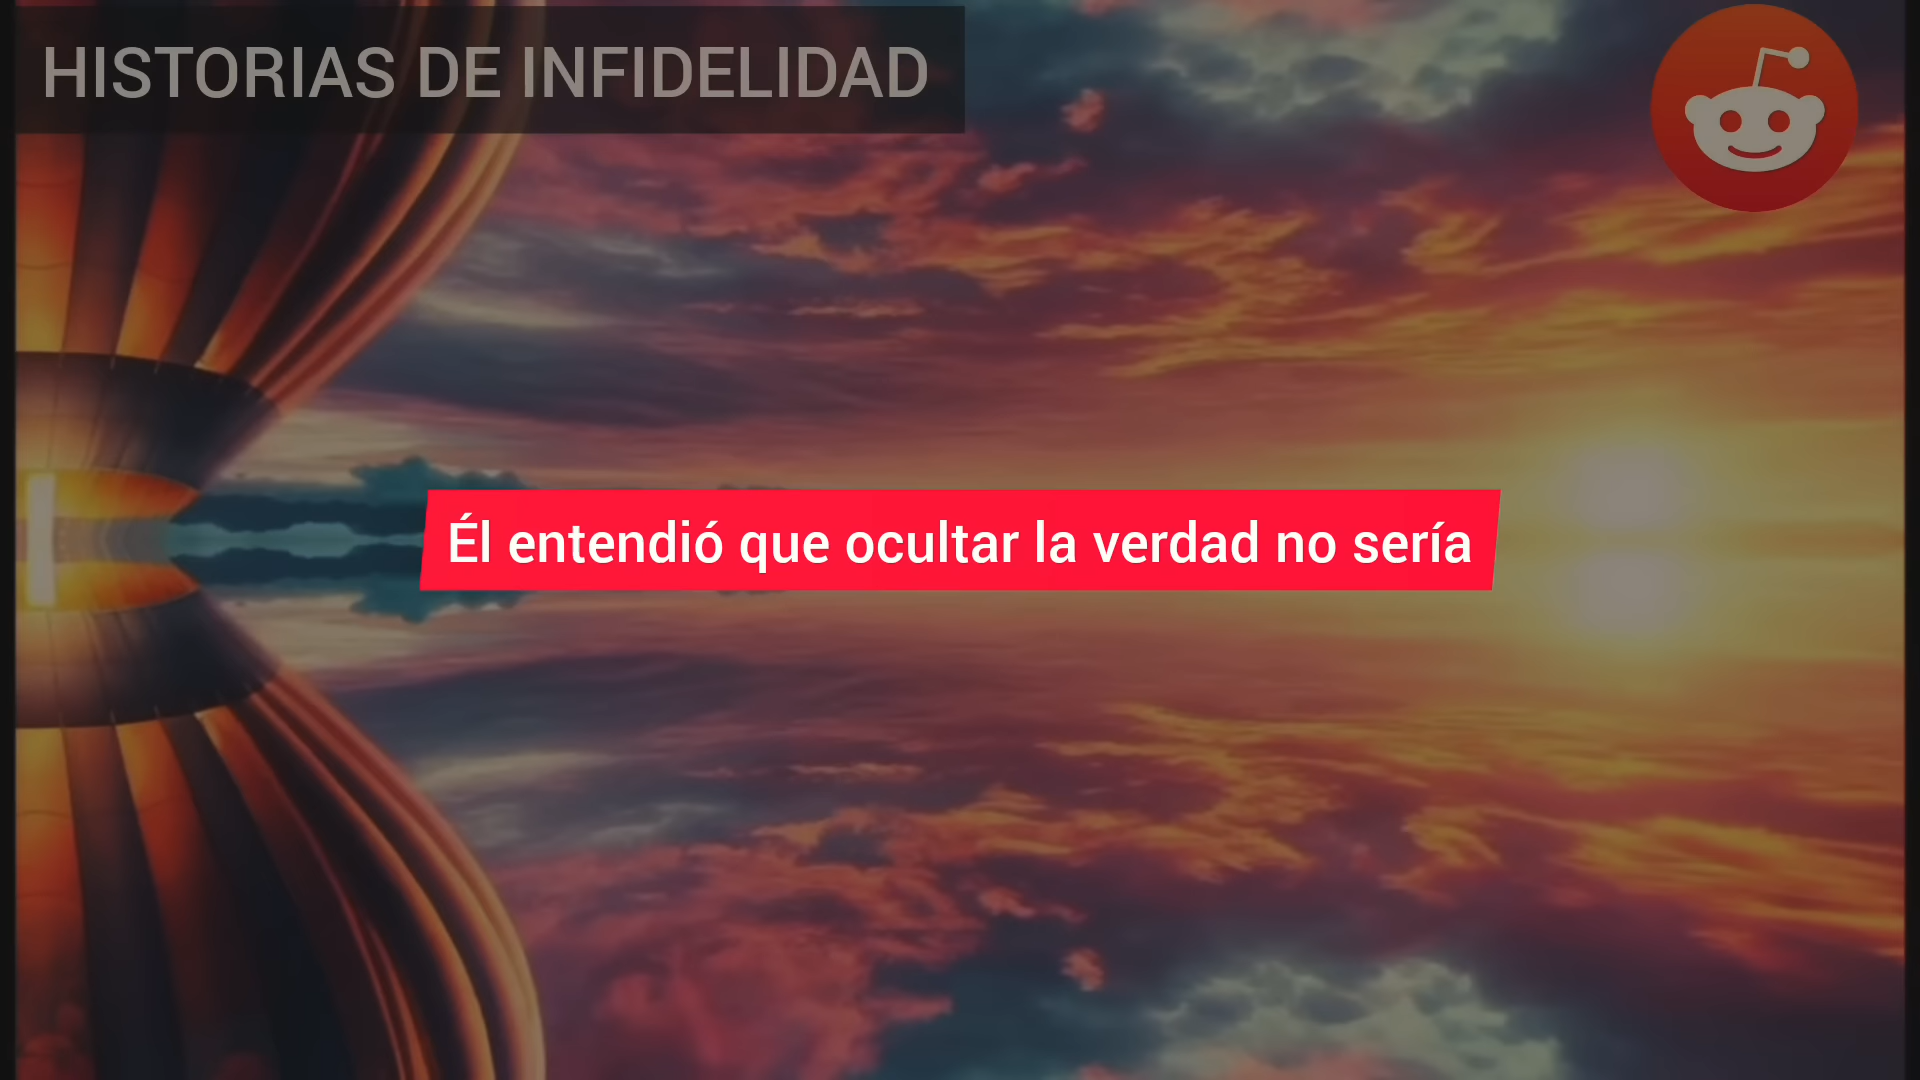 HISTORIAS DE INFIDELIDAD
Él entendió que ocultar la verdad no sería